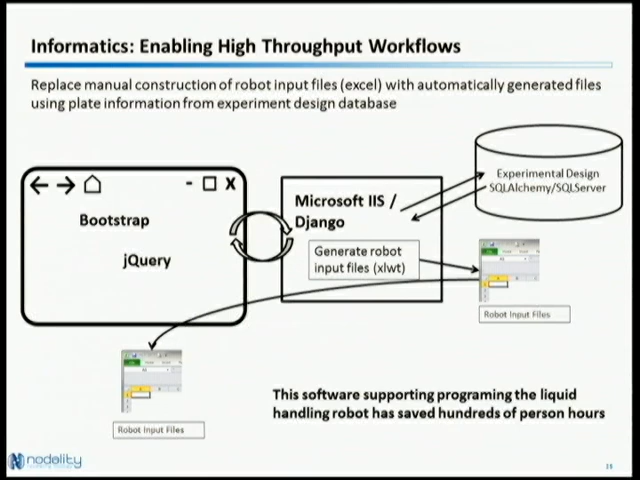 Informatics: Enabling High Throughput Workflows
Replace manual construction of robot input files (excel) with automatically generated files
using plate information from experiment design database
Experimental Design
SQLAlchemy/SQLServer
X
Microsoft IIS /
Django
Bootstrap
jQuery
Generate robot
input files (xlwt)
Robot Input Files
Robot Input Files
This software supporting programing the liquid
handling robot has saved hundreds of person hours
nodality